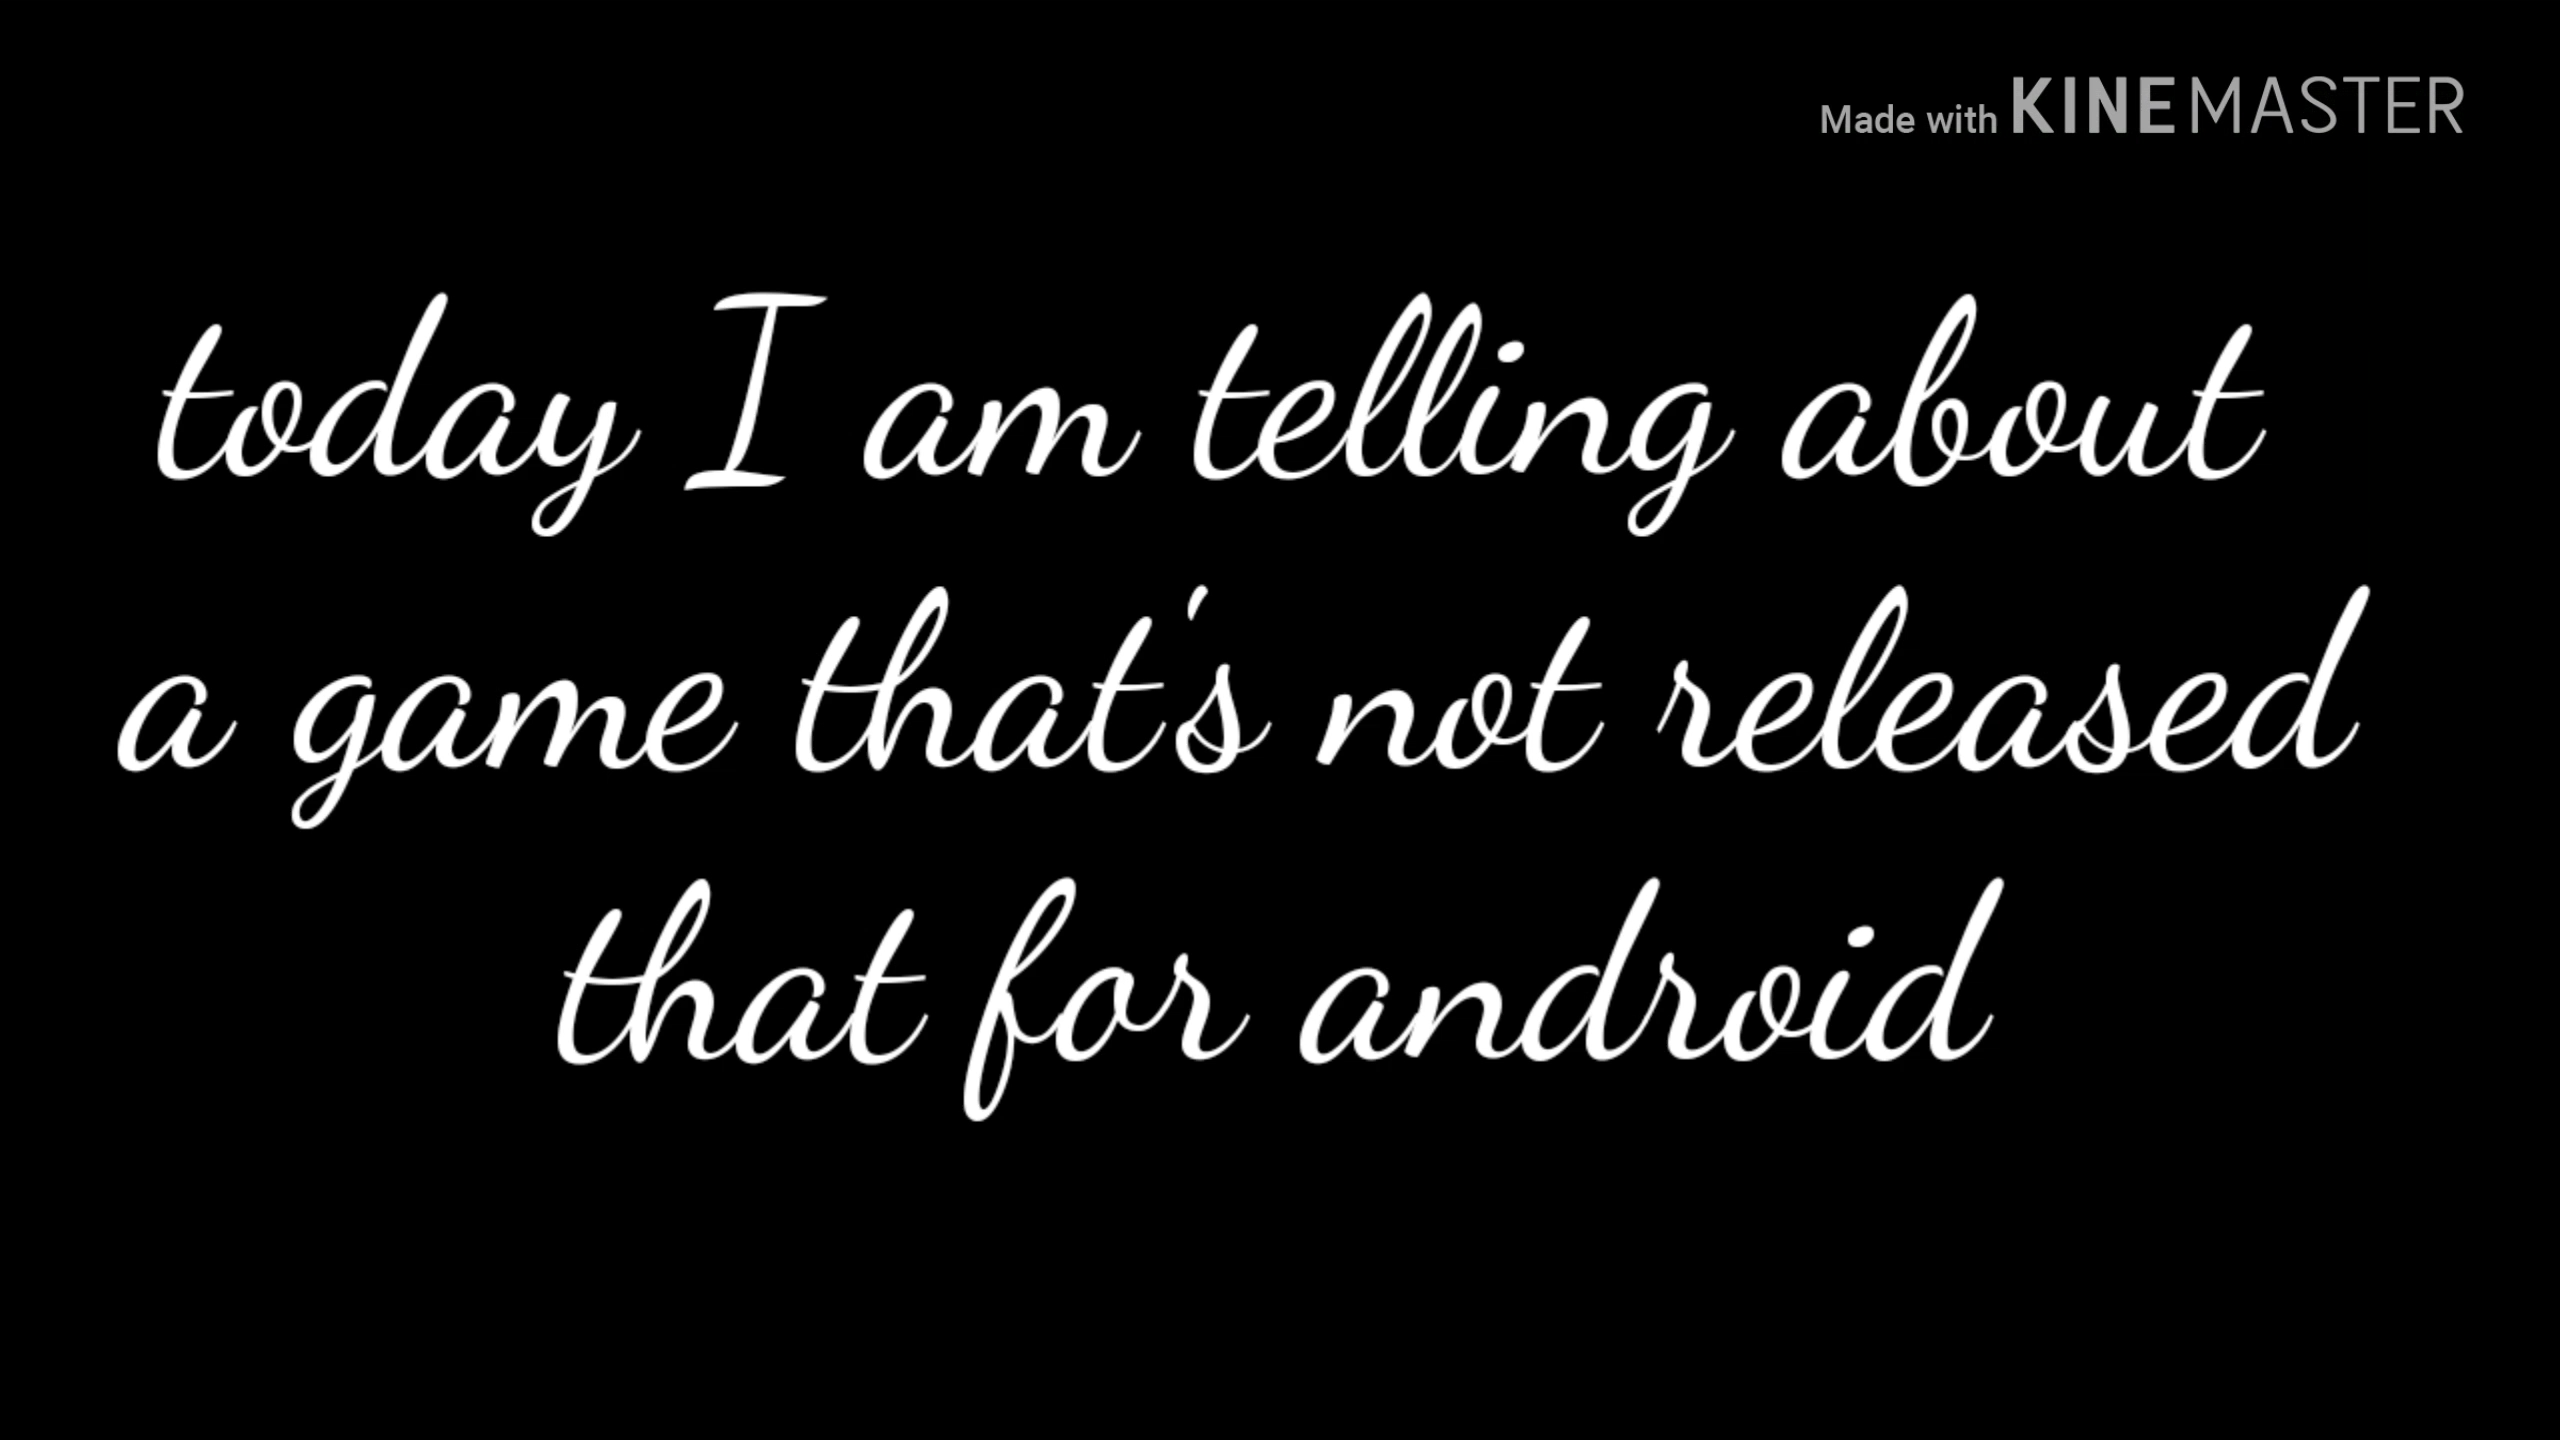 Made with KINEMASTER
today I am telling about
a game that's not released
that for android